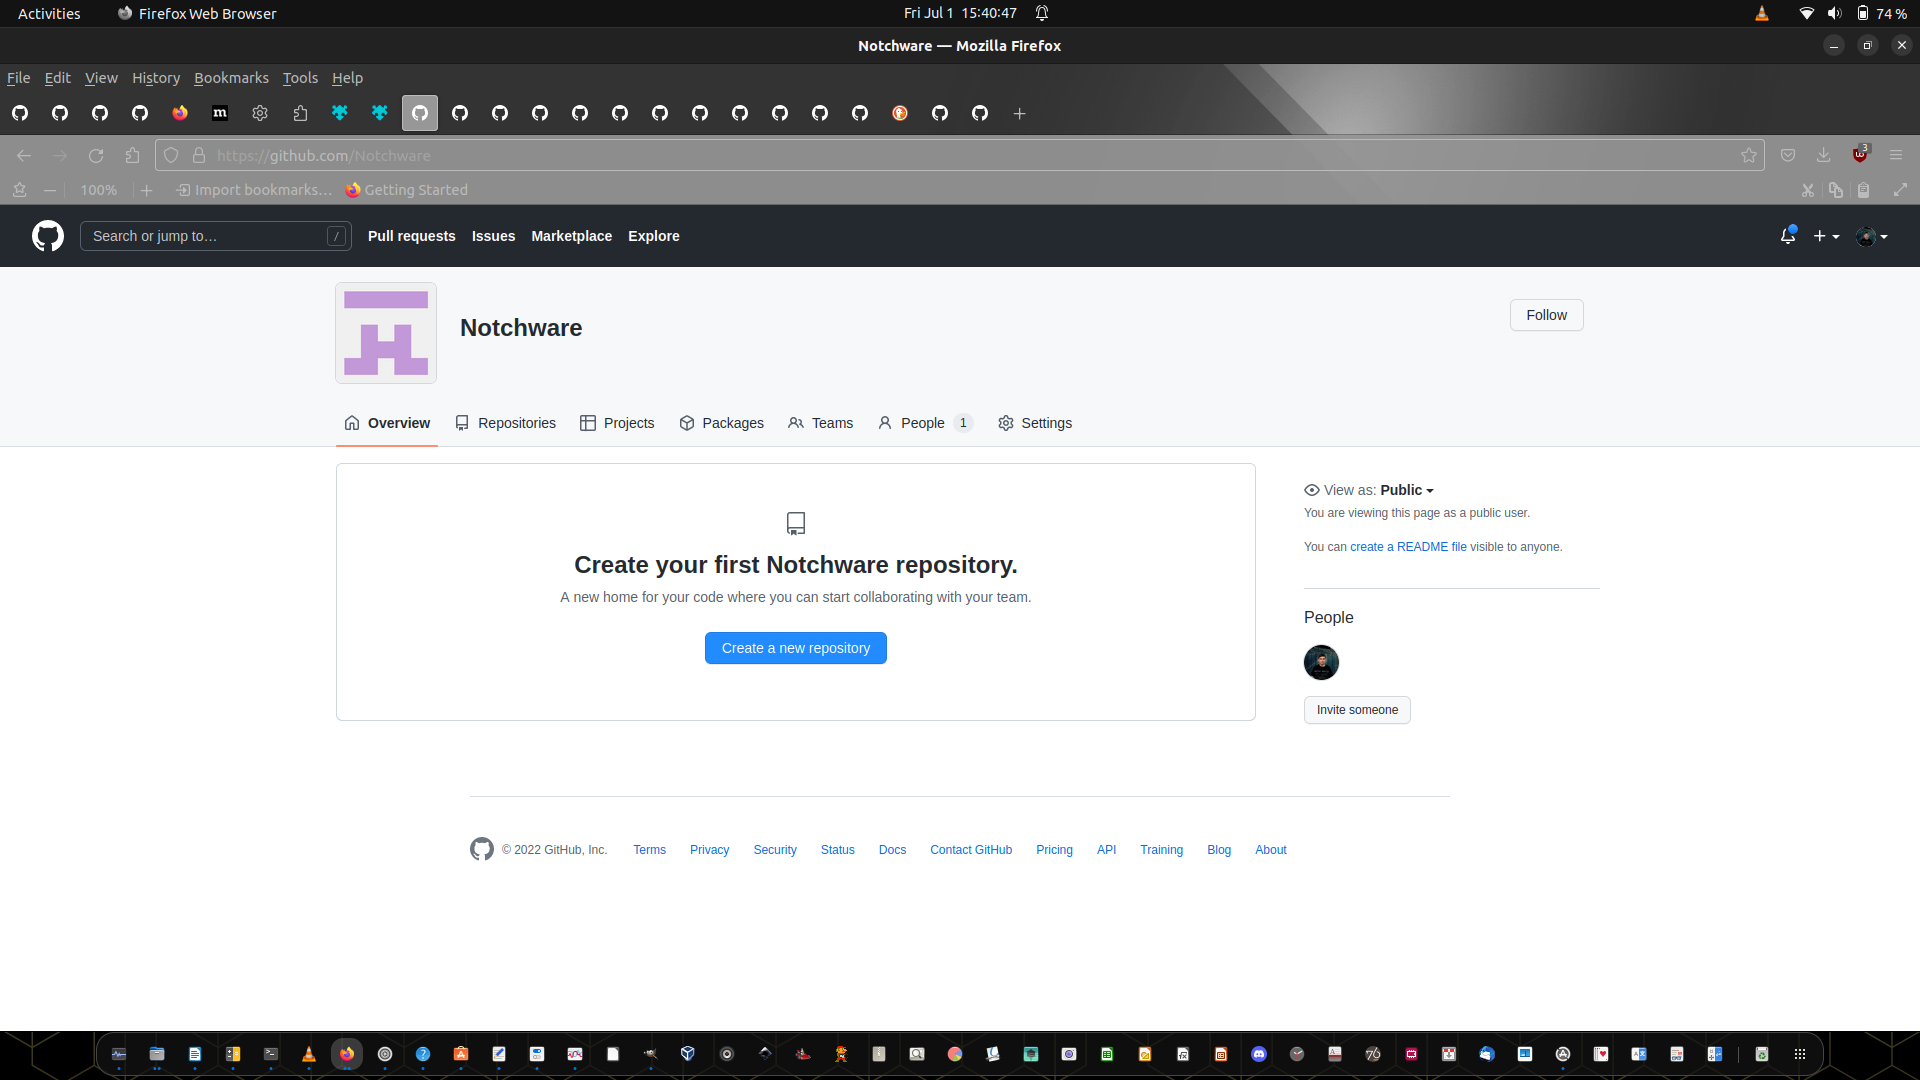 Activities Firefox Web Browser Fri Jul 1 15:40:47 74 %
Notchware — Mozilla Firefox
File Edit View History Bookmarks Tools Help
m
https://github.com/Notchware 3
100% Import bookmarks... Getting Started
Search or jump to... / Pull requests Issues Marketplace Explore
Notchware
Follow
Overview Repositories Projects Packages Teams People 1 Settings
View as: Public
You are viewing this page as a public user.
You can create a README file visible to anyone.
Create your first Notchware repository.
A new home for your code where you can start collaborating with your team.
Create a new repository
People
Invite someone
© 2022 GitHub, Inc. Terms Privacy Security Status Docs Contact GitHub Pricing API Training Blog About